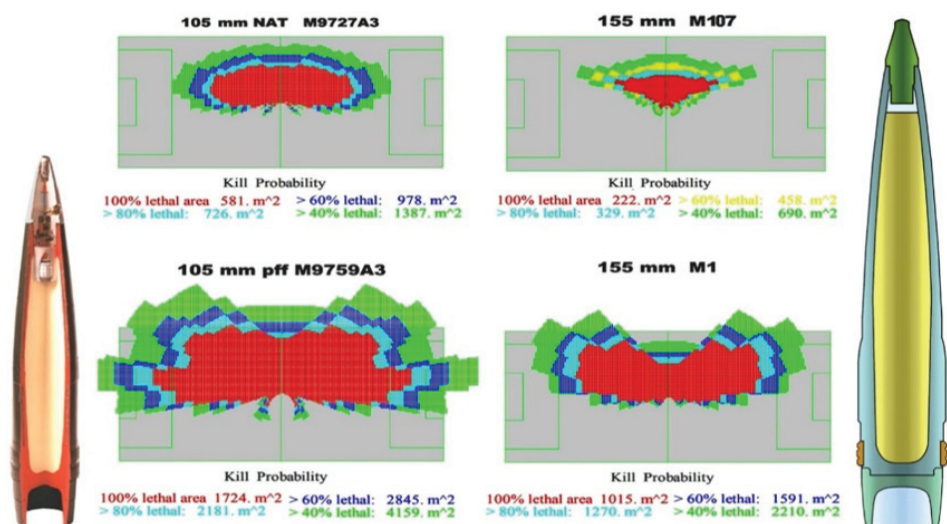 105 mm NAT M9727A3
Kill Probability
100% lethal area 581. m^2 > 60% lethal: 978. m^2
> 80% lethal: 726. m^2 > 40% lethal: 1387. m^2
155 mm M107
Kill Probability
100% lethal area 222. m^2 > 60% lethal: 458. m^2
> 80% lethal: 329. m^2 > 40% lethal: 690. m^2
105 mm pff M9759A3
Kill Probability
100% lethal area 1724. m^2 > 60% lethal: 2845. m^2
> 80% lethal: 2181. m^2 > 40% lethal: 4159. m^2
155 mm M1
Kill Probability
100% lethal area 1015. m^2 > 60% lethal: 1591. m^2
> 80% lethal: 1270. m^2 > 40% lethal: 2210. m^2